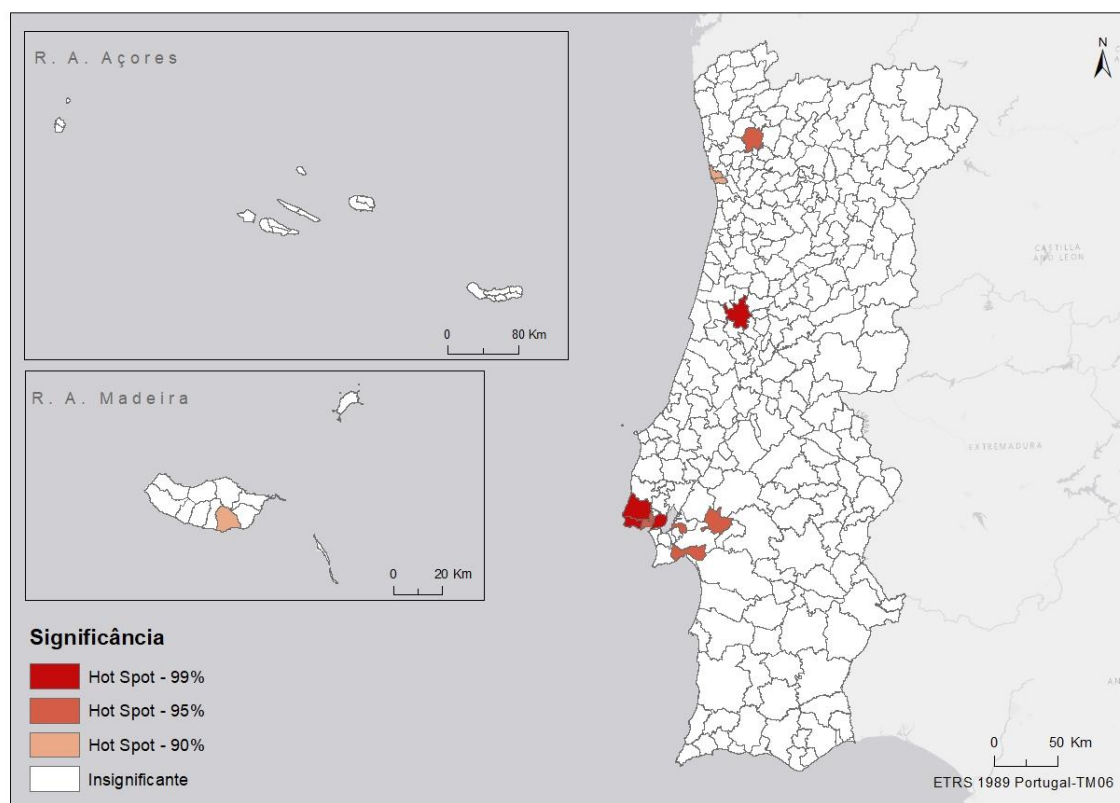 R. A. Açores
0 80 Km
R. A. Madeira
0 20 Km
Significância
Hot Spot - 99%
Hot Spot - 95%
Hot Spot - 90%
Insignificante
N
CASTILLA
EXTREMADURA
AN
0 50 Km
ETRS 1989 Portugal-TM06